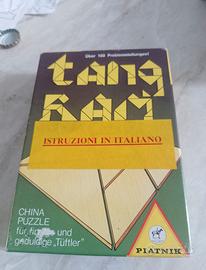 Über 100 Problemstellungen!
tang
Ram
ISTRUZIONI IN ITALIANO
CHINA
PUZZLE
für flinke und
geduldige „Tüftler"
PIATNIK